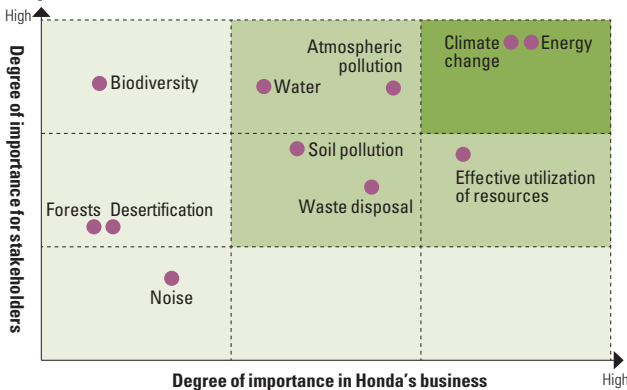 High
Degree of importance for stakeholders
Atmospheric
pollution
Climate
change
Energy
Biodiversity
Water
Soil pollution
Effective utilization
of resources
Waste disposal
Forests
Desertification
Noise
Degree of importance in Honda's business
High